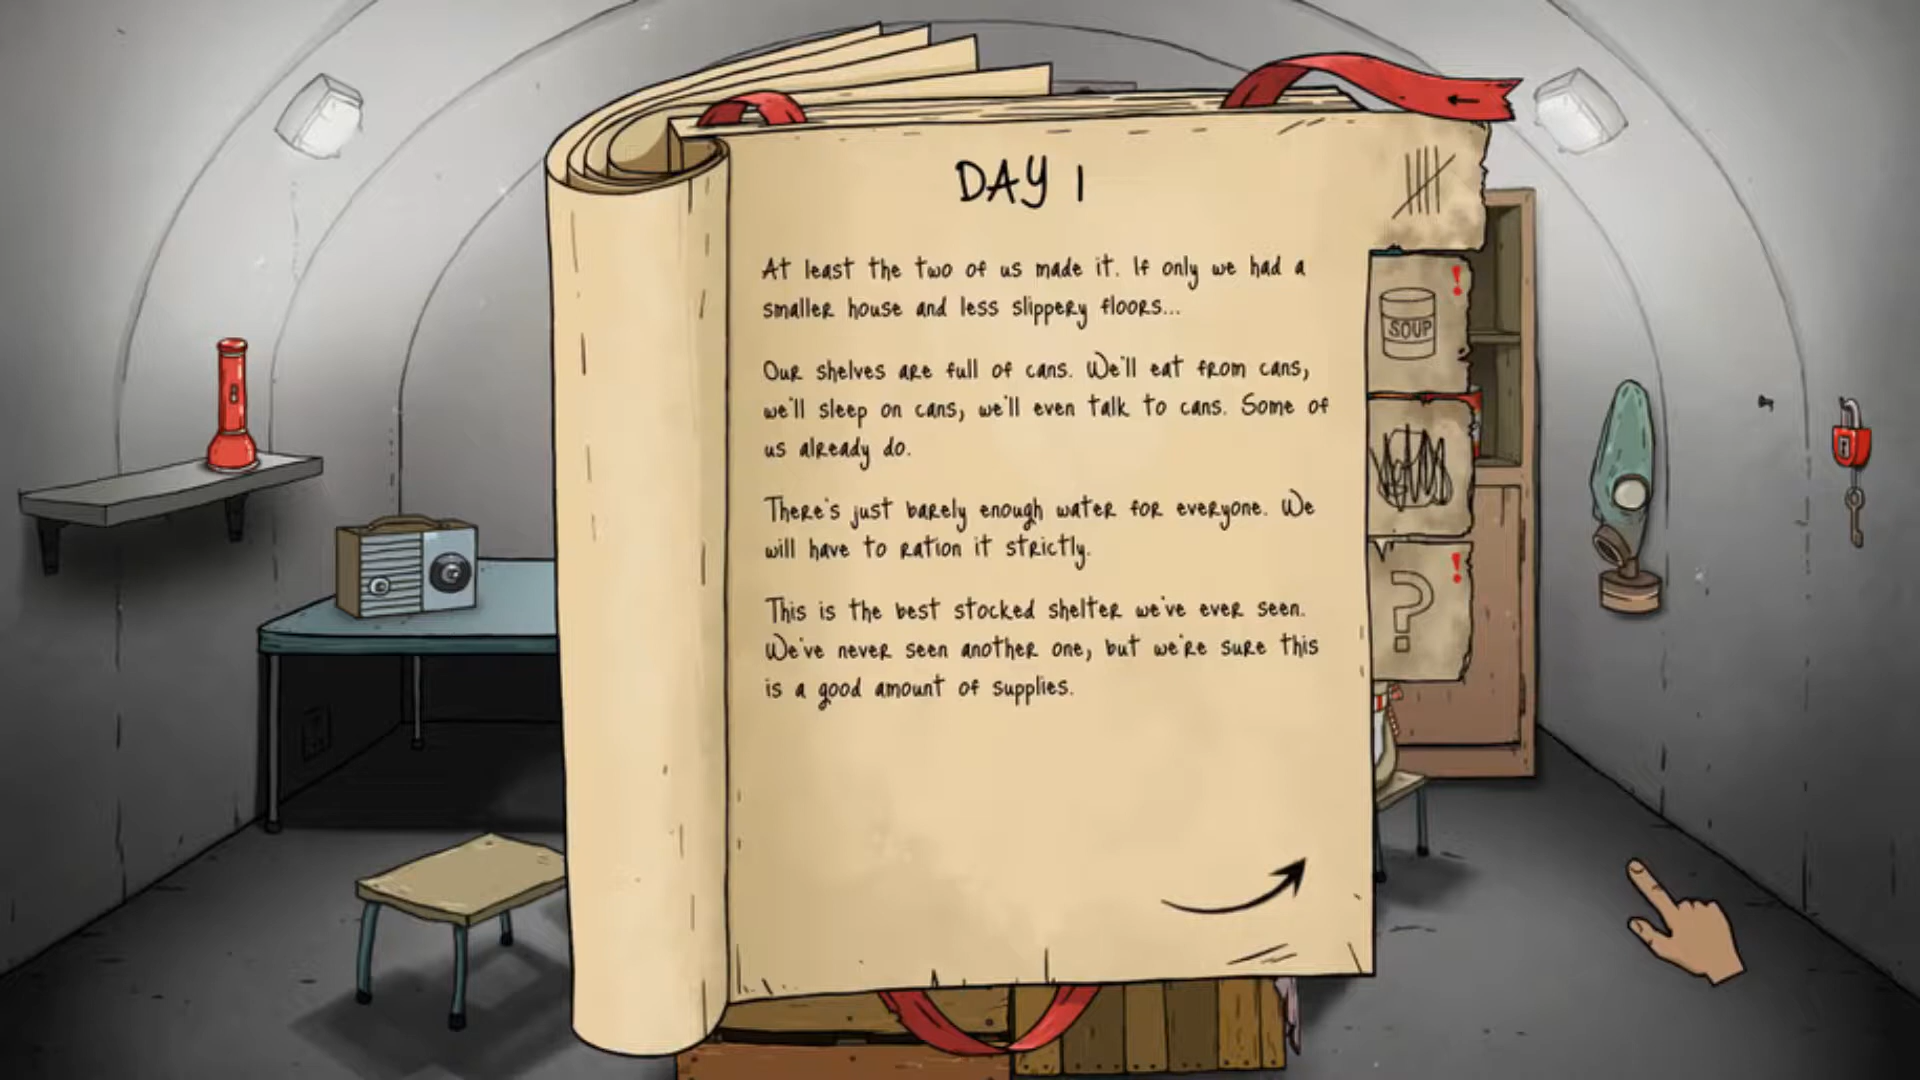 DAY 1
At least the two of us made it. If only we had a
smaller house and less slippery floors...
Our shelves are full of cans. We'll eat from cans,
we'll sleep on cans, we'll even talk to cans. Some of
us already do.
There's just barely enough water for everyone. We
will have to ration it strictly.
This is the best stocked shelter we've ever seen.
We've never seen another one, but we're sure this
is a good amount of supplies.
!
SOUP
!
?